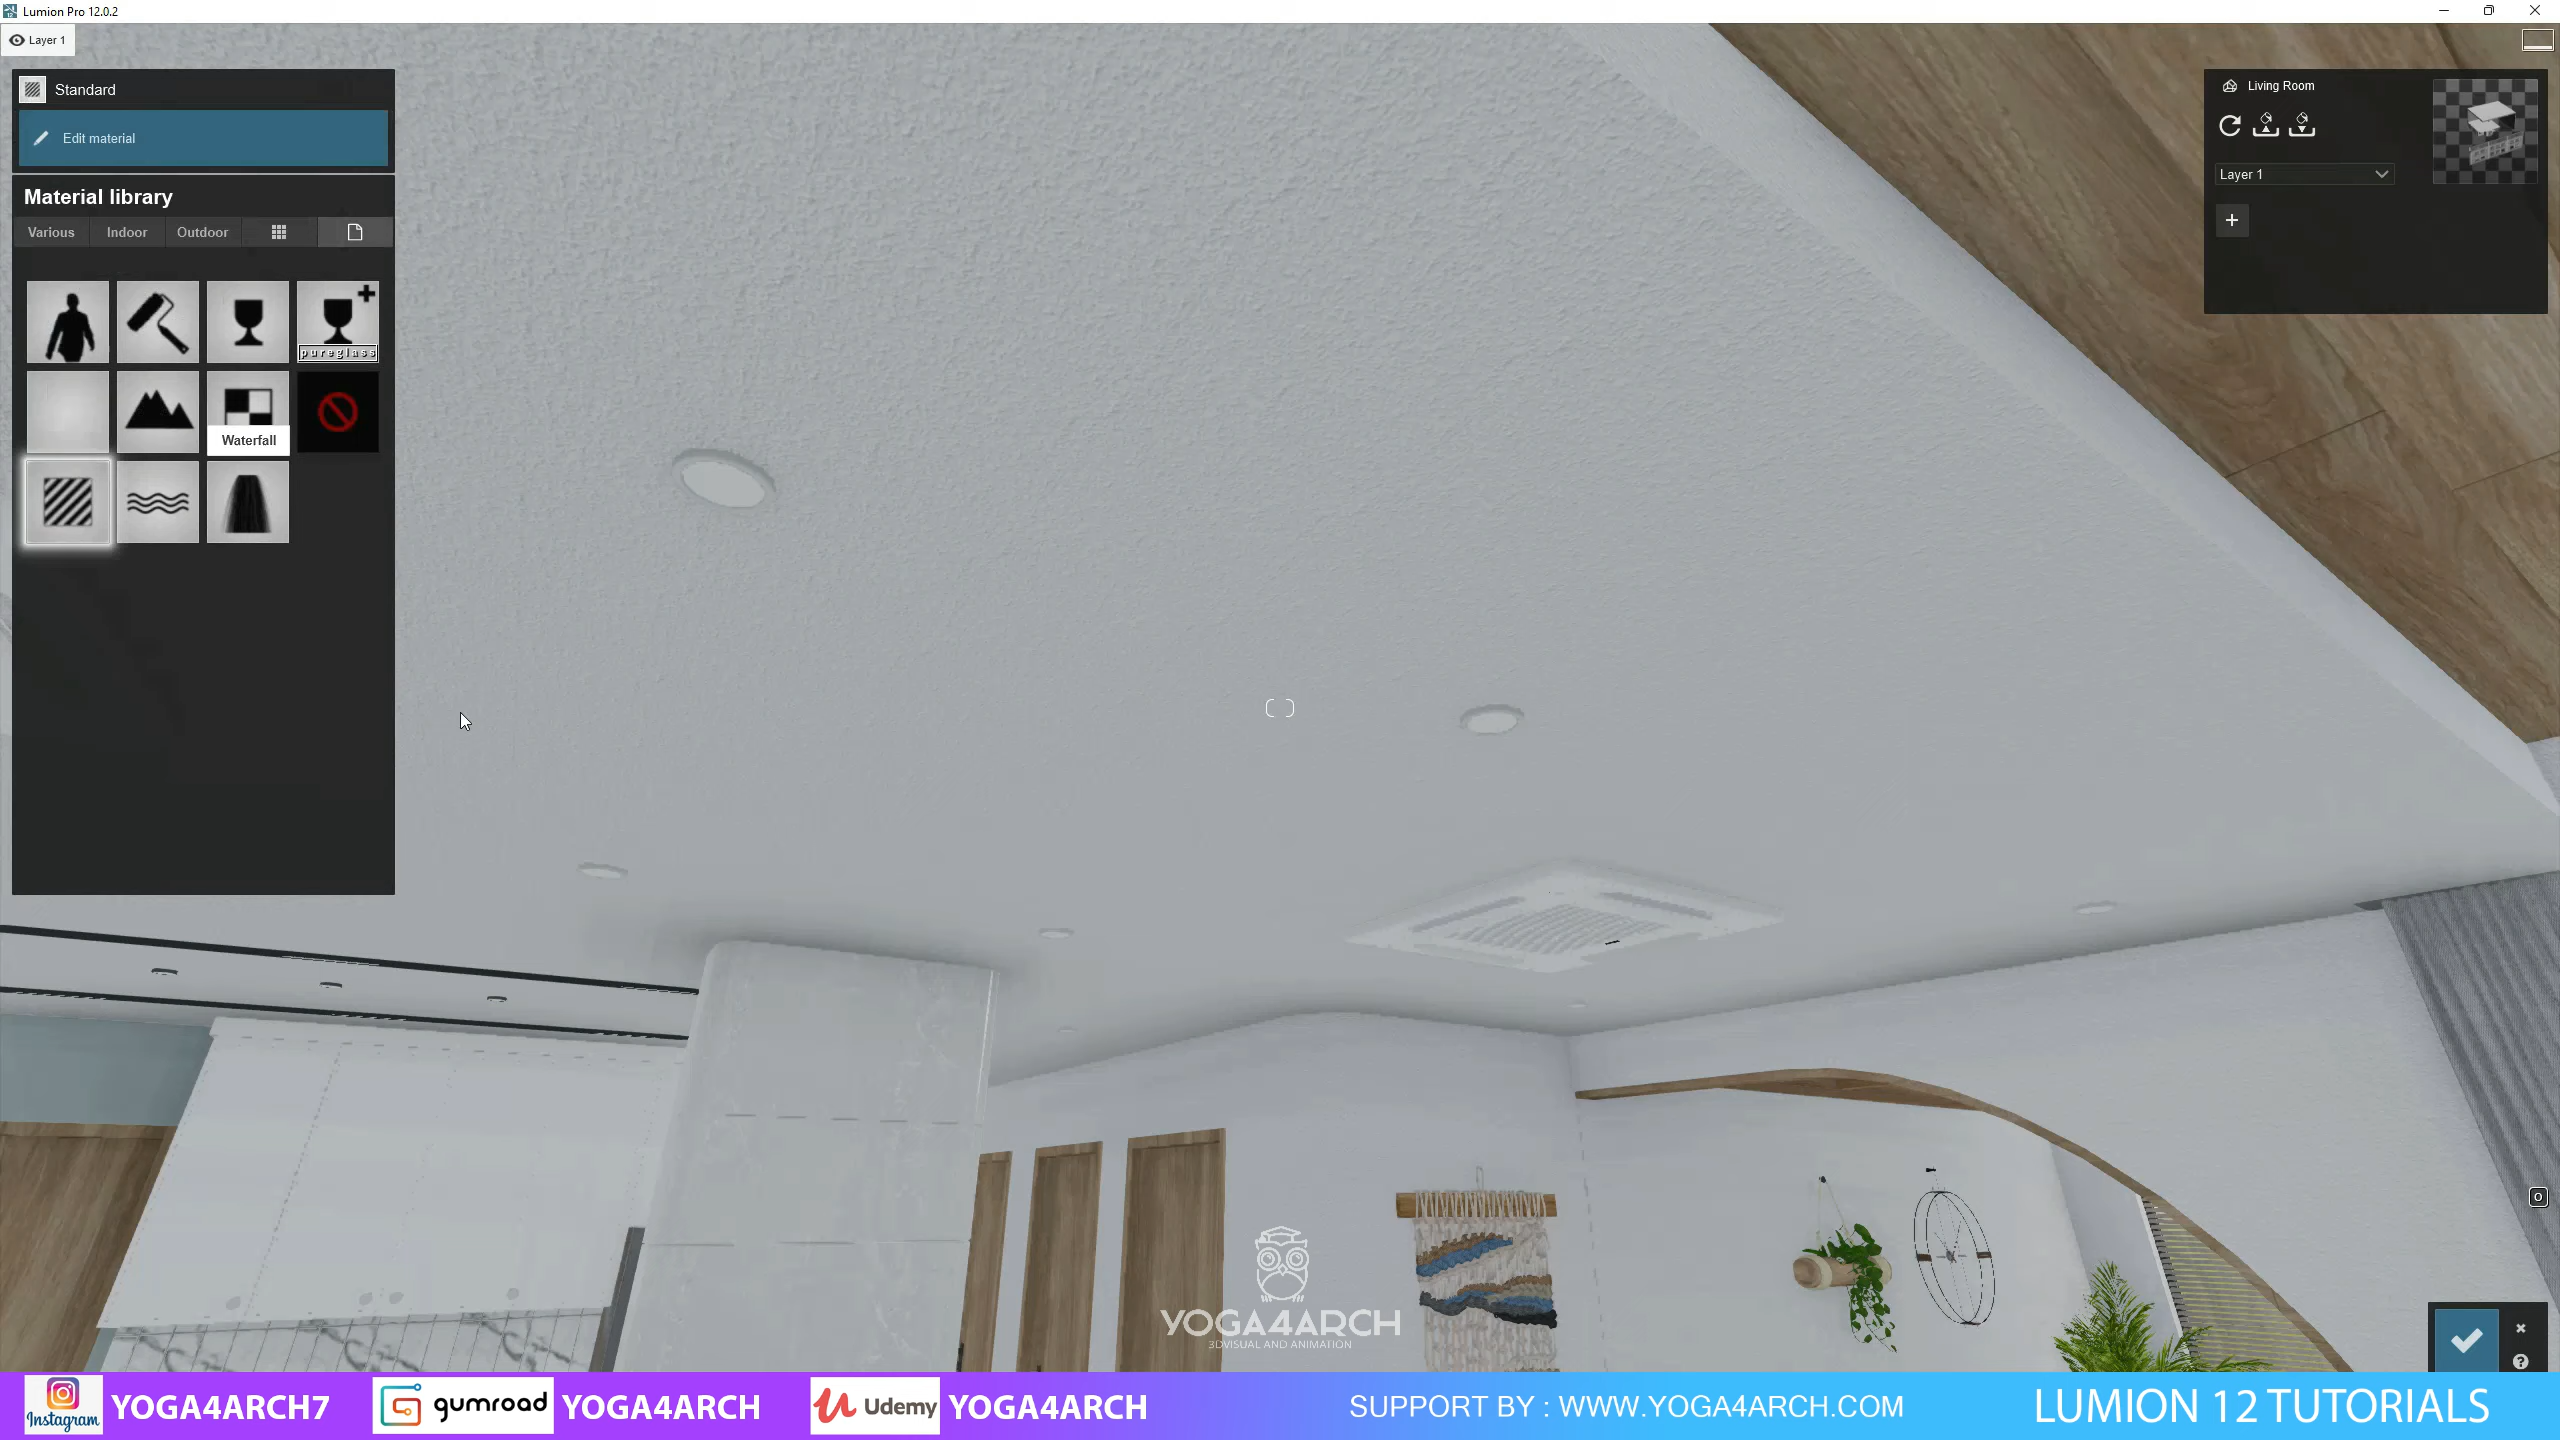 Lumion Pro 12.0.2
Layer 1
Standard
Edit material
Material library
Various
Indoor
Outdoor
pureglass
Waterfall
Living Room
Layer 1
YOGA4ARCH
3DVISUAL AND ANIMATION
Instagram
YOGA4ARCH7
gumroad
YOGA4ARCH
Udemy
YOGA4ARCH
SUPPORT BY : WWW.YOGA4ARCH.COM
LUMION 12 TUTORIALS